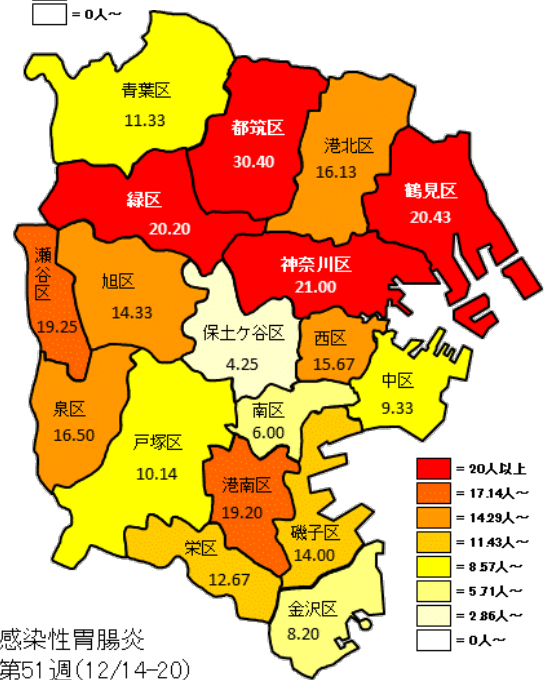 = 0人～
青葉区
11.33
都筑区
30.40
港北区
16.13
鶴見区
20.43
緑区
20.20
神奈川区
21.00
瀬谷区
19.25
旭区
14.33
保土ケ谷区
4.25
西区
15.67
中区
9.33
泉区
16.50
戸塚区
10.14
南区
6.00
港南区
19.20
磯子区
14.00
栄区
12.67
金沢区
8.20
= 20人以上
= 17.14人～
= 14.29人～
= 11.43人～
= 8.57人～
= 5.71人～
= 2.86人～
= 0人～
感染性胃腸炎
第51週(12/14-20)